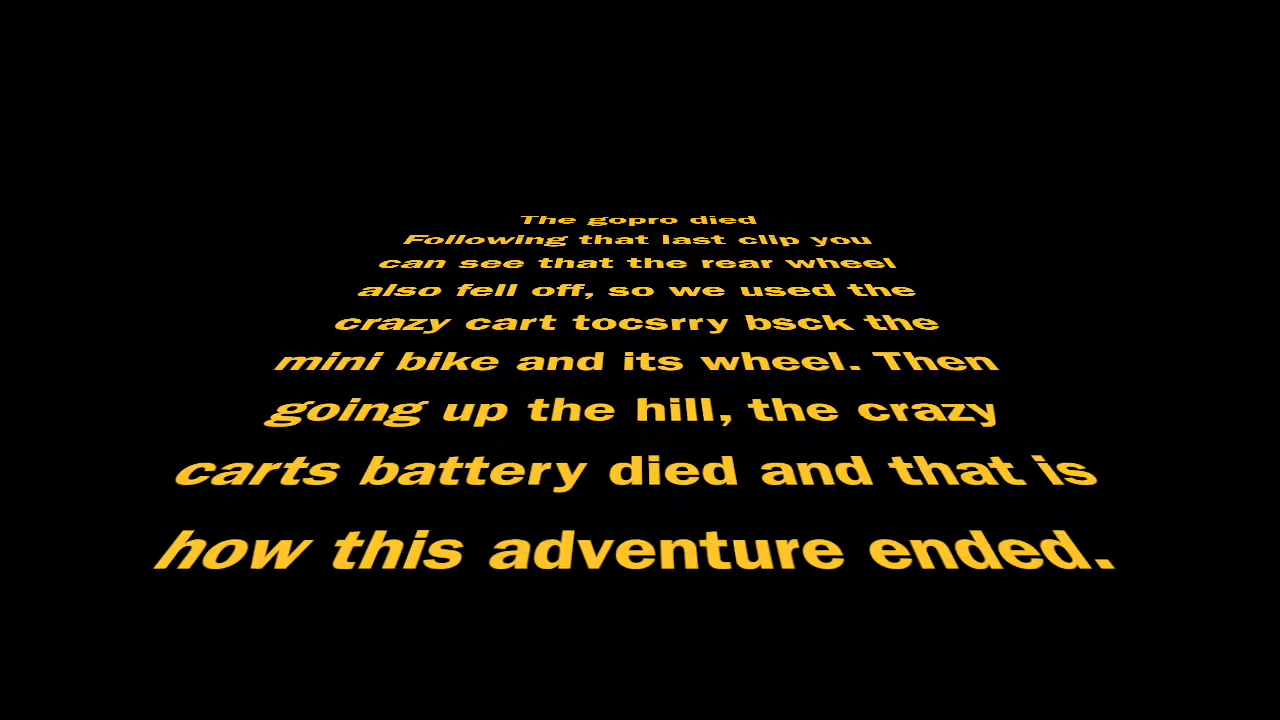 The gopro died
Following that last clip you
can see that the rear wheel
also fell off, so we used the
crazy cart tocsrry bsck the
mini bike and its wheel. Then
going up the hill, the crazy
carts battery died and that is
how this adventure ended.